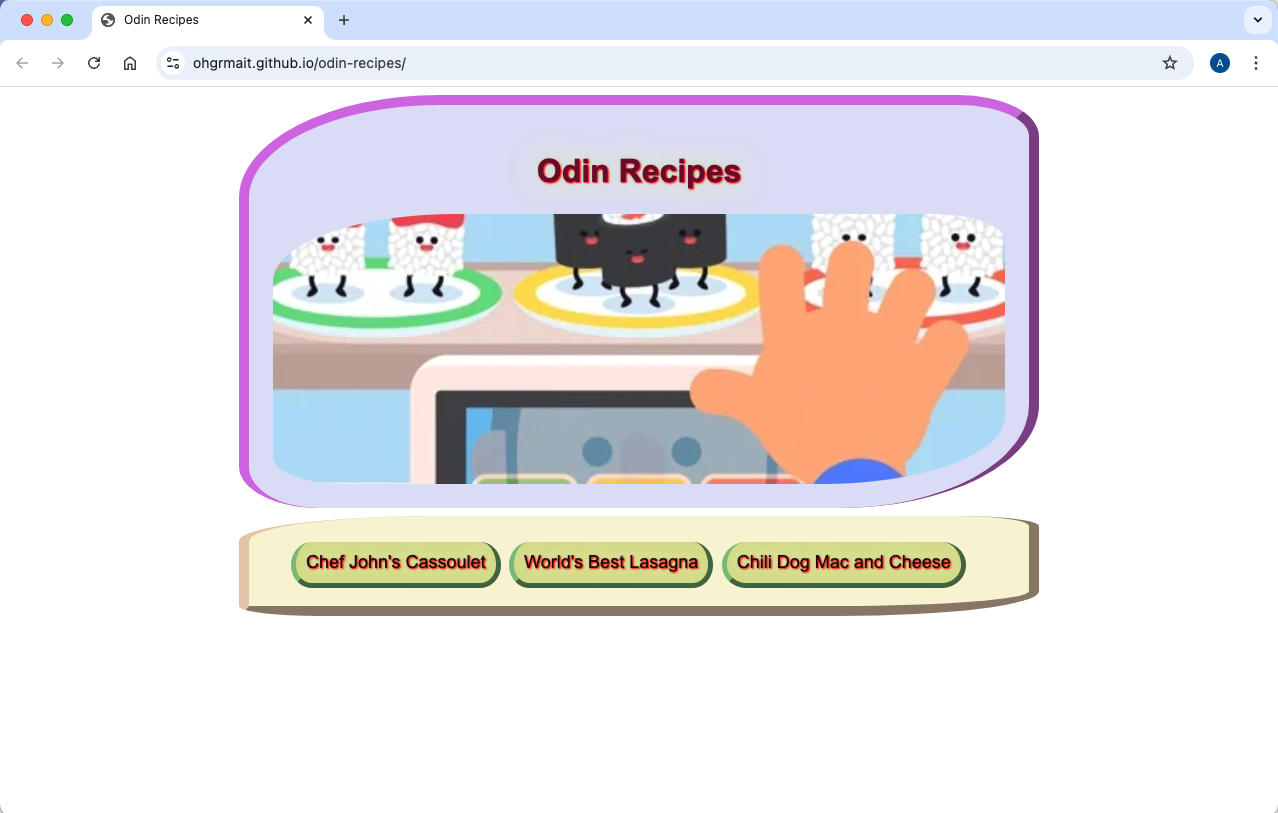 Odin Recipes
ohgrmait.github.io/odin-recipes/
A
Odin Recipes
Chef John's Cassoulet World's Best Lasagna Chili Dog Mac and Cheese